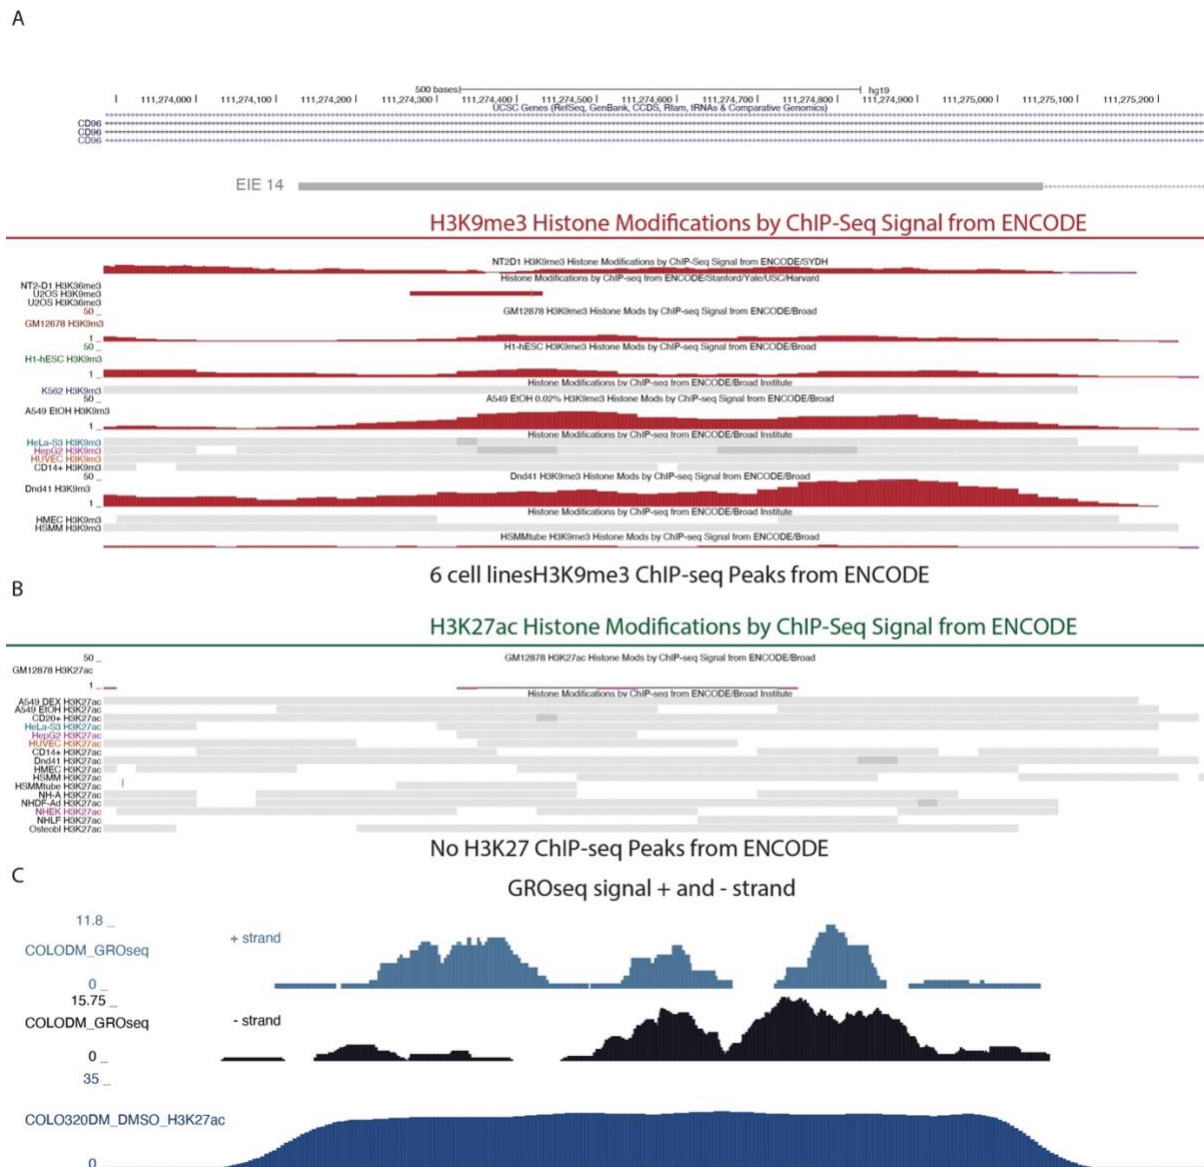 A
500 bases hg19
111,274,000 111,274,100 111,274,200 111,274,300 111,274,400 111,274,500 111,274,600 111,274,700 111,274,800 111,274,900 111,275,000 111,275,100 111,275,200
UCSC Genes (RefSeq, GenBank, CCDS, Rfam, tRNAs & Comparative Genomics)
CD96
CD96
CD96
EIE 14
H3K9me3 Histone Modifications by ChIP-Seq Signal from ENCODE
NT2D1 H3K9me3 Histone Modifications by ChIP-Seq Signal from ENCODE/SYDH
Histone Modifications by ChIP-seq from ENCODE/Stanford/Yale/USC/Harvard
NT2-D1 H3K36me3
U2OS H3K9me3
U2OS H3K36me3
50 _
GM12878 H3K9me3 Histone Mods by ChIP-seq Signal from ENCODE/Broad
GM12878 H3K9m3
1 _
50 _
H1-hESC H3K9me3 Histone Mods by ChIP-seq Signal from ENCODE/Broad
H1-hESC H3K9m3
1 _
Histone Modifications by ChIP-seq from ENCODE/Broad Institute
K562 H3K9m3
50 _
A549 EtOH 0.02% H3K9me3 Histone Mods by ChIP-seq Signal from ENCODE/Broad
A549 EtOH H3K9m3
1 _
Histone Modifications by ChIP-seq from ENCODE/Broad Institute
HeLa-S3 H3K9m3
HepG2 H3K9m3
HUVEC H3K9m3
CD14+ H3K9m3
50 _
Dnd41 H3K9me3 Histone Mods by ChIP-seq Signal from ENCODE/Broad
Dnd41 H3K9m3
1 _
Histone Modifications by ChIP-seq from ENCODE/Broad Institute
HMEC H3K9m3
HSMM H3K9m3
HSMMtube H3K9me3 Histone Mods by ChIP-seq Signal from ENCODE/Broad
6 cell linesH3K9me3 ChIP-seq Peaks from ENCODE
B
H3K27ac Histone Modifications by ChIP-Seq Signal from ENCODE
50 _
GM12878 H3K27ac Histone Mods by ChIP-seq Signal from ENCODE/Broad
GM12878 H3K27ac
1 _
Histone Modifications by ChIP-seq from ENCODE/Broad Institute
A549 DEX H3K27ac
A549 EtOH H3K27ac
CD20+ H3K27ac
HeLa-S3 H3K27ac
HepG2 H3K27ac
HUVEC H3K27ac
CD14+ H3K27ac
Dnd41 H3K27ac
HMEC H3K27ac
HSMM H3K27ac
HSMMtube H3K27ac
NH-A H3K27ac
NHDF-Ad H3K27ac
NHEK H3K27ac
NHLF H3K27ac
Osteobl H3K27ac
No H3K27 ChIP-seq Peaks from ENCODE
C
GROseq signal + and - strand
11.8 _
+ strand
COLODM_GROseq
0 _
15.75 _
COLODM_GROseq
- strand
0 _
35 _
COLO320DM_DMSO_H3K27ac
0